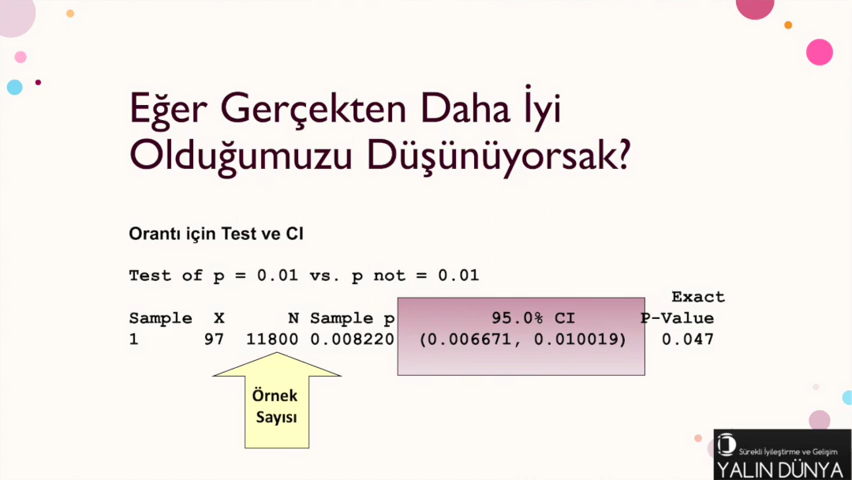 Eğer Gerçekten Daha İyi
Olduğumuzu Düşünüyorsak?
Orantı için Test ve CI
Test of p = 0.01 vs. p not = 0.01
Exact
Sample X N Sample p 95.0% CI P-Value
1 97 11800 0.008220 (0.006671, 0.010019) 0.047
Örnek
Sayısı
Sürekli İyileştirme ve Gelişim
YALIN DÜNYA